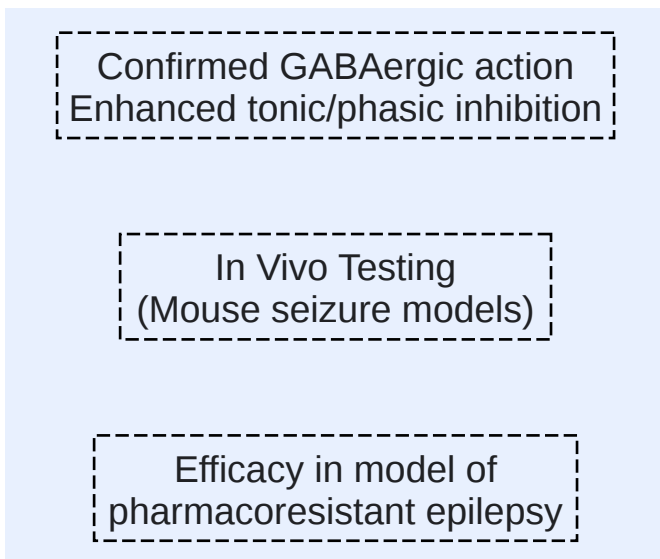 Confirmed GABAergic action
Enhanced tonic/phasic inhibition
In Vivo Testing
(Mouse seizure models)
Efficacy in model of
pharmacoresistant epilepsy